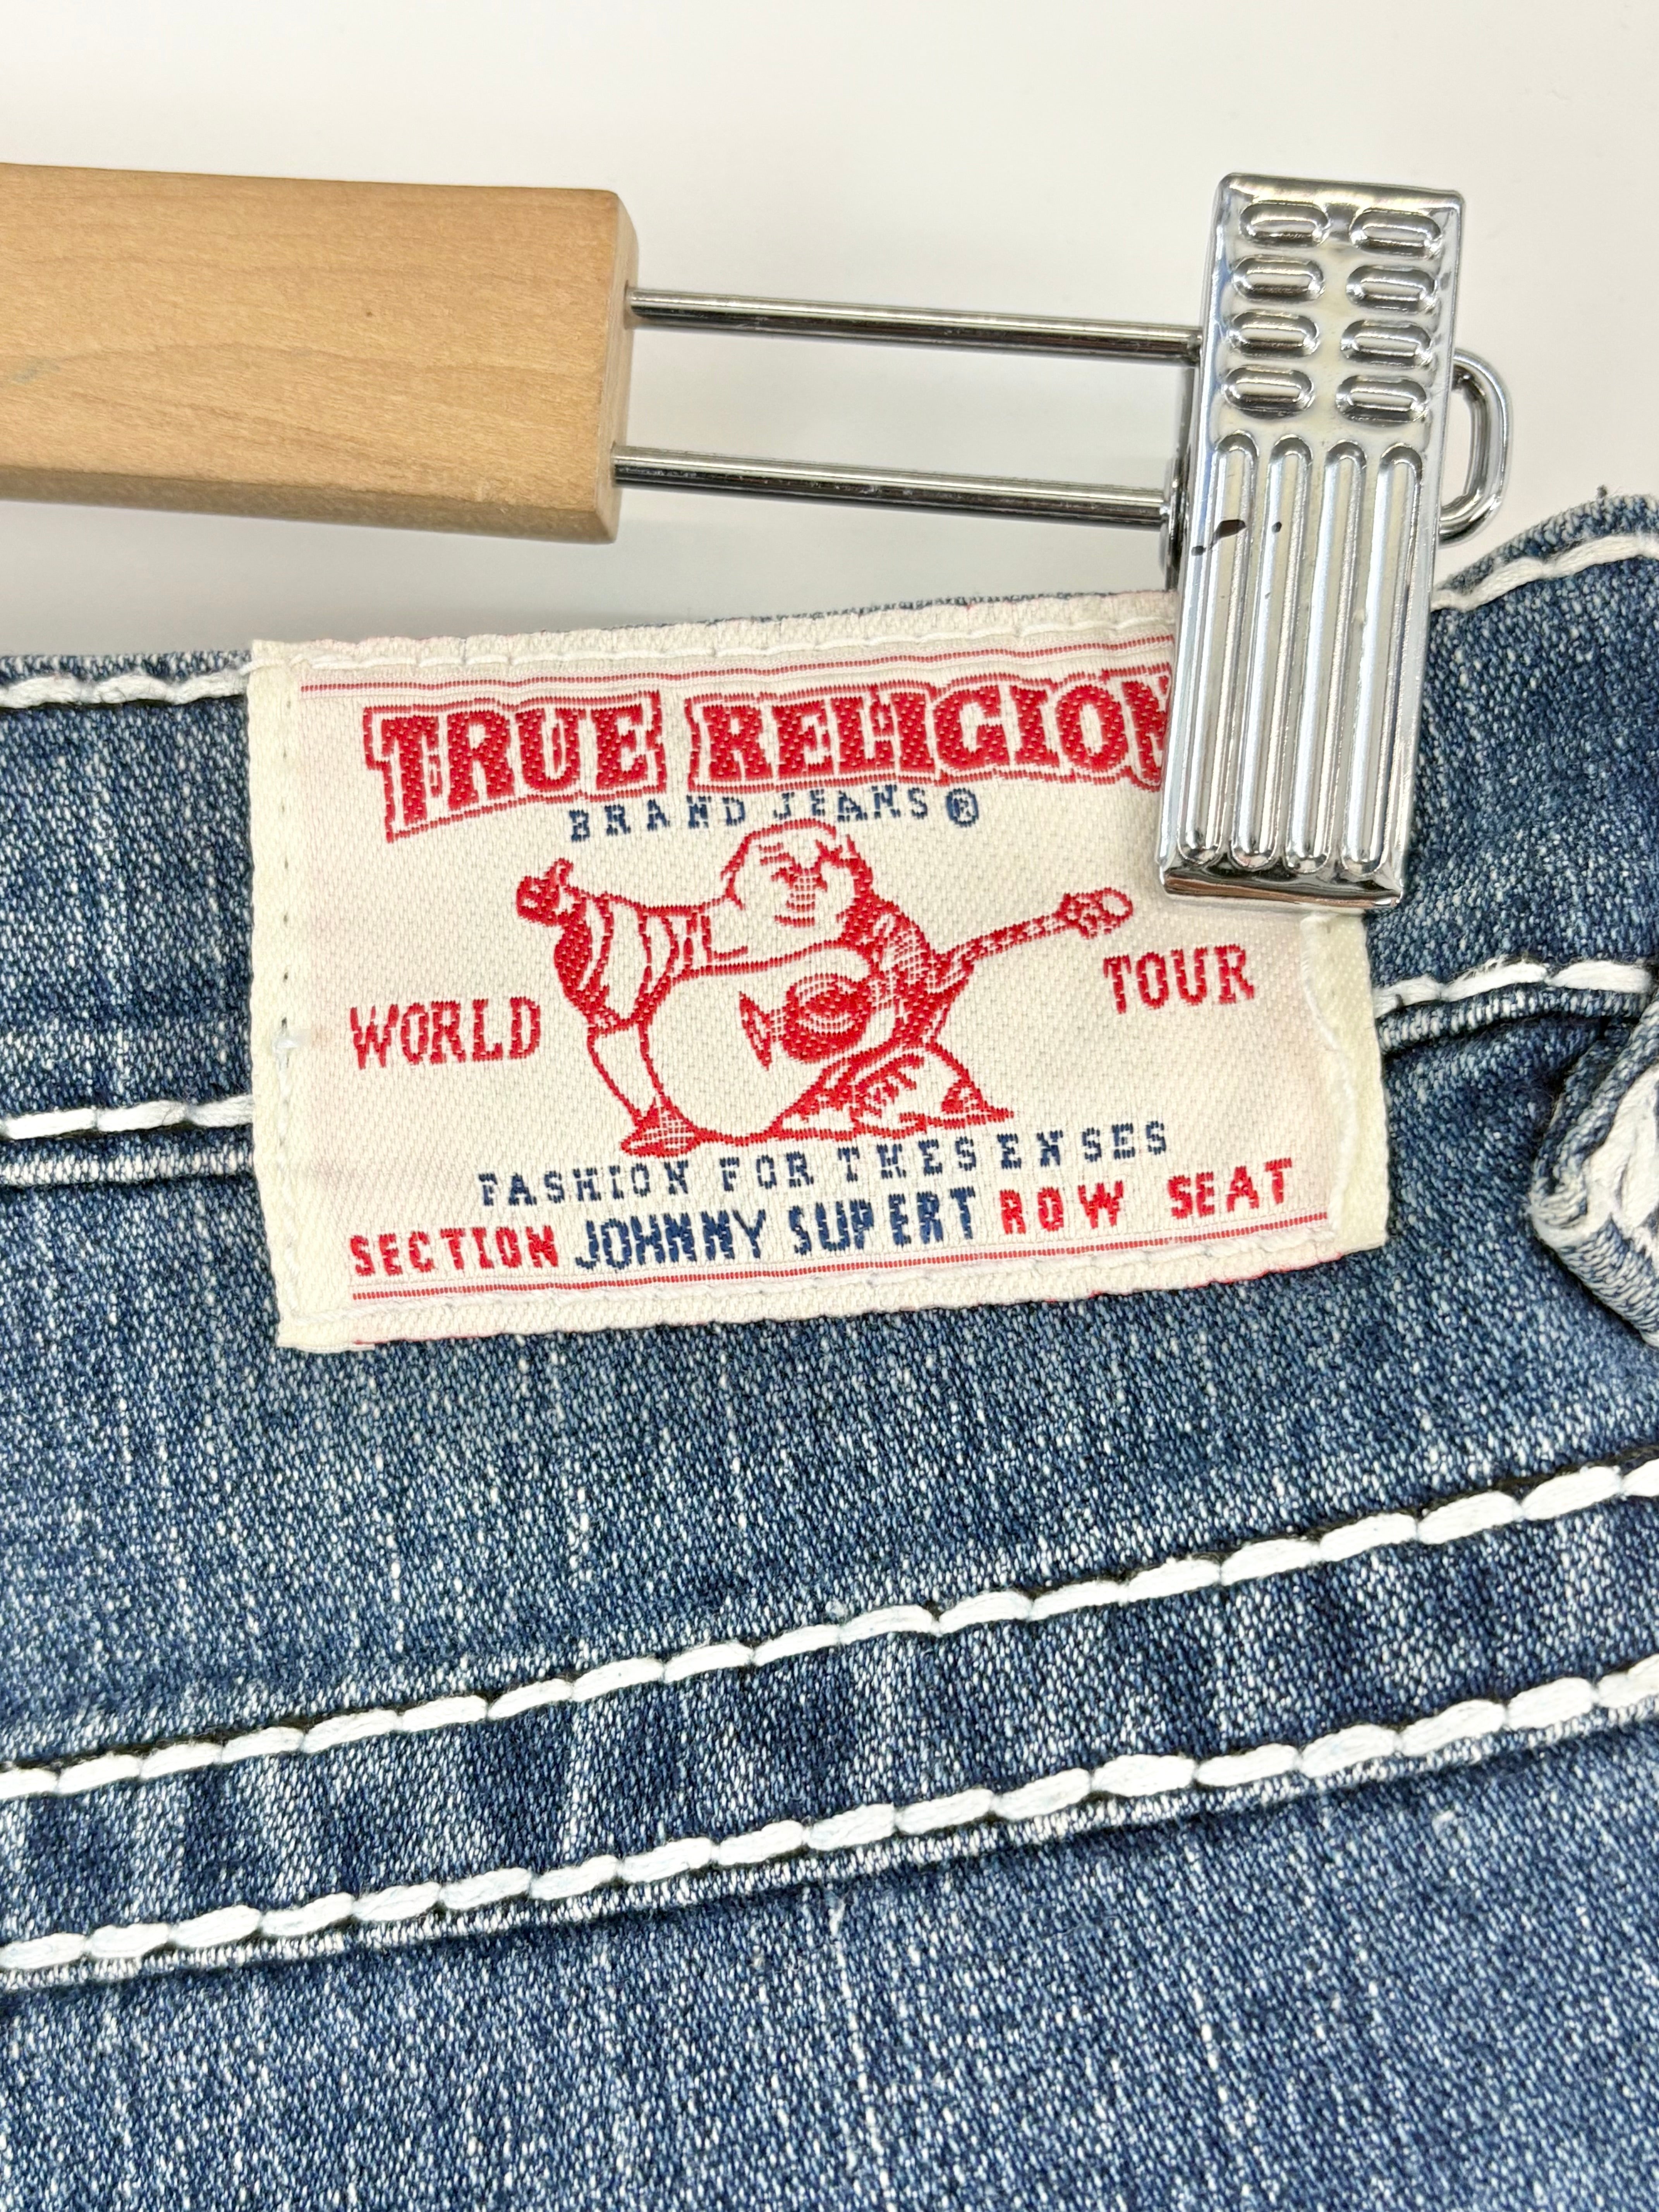 TRUE RELIGION
BRAND JEANS®
WORLD TOUR
FASHION FOR THE SENSES
SECTION JOHNNY SUPER T ROW SEAT